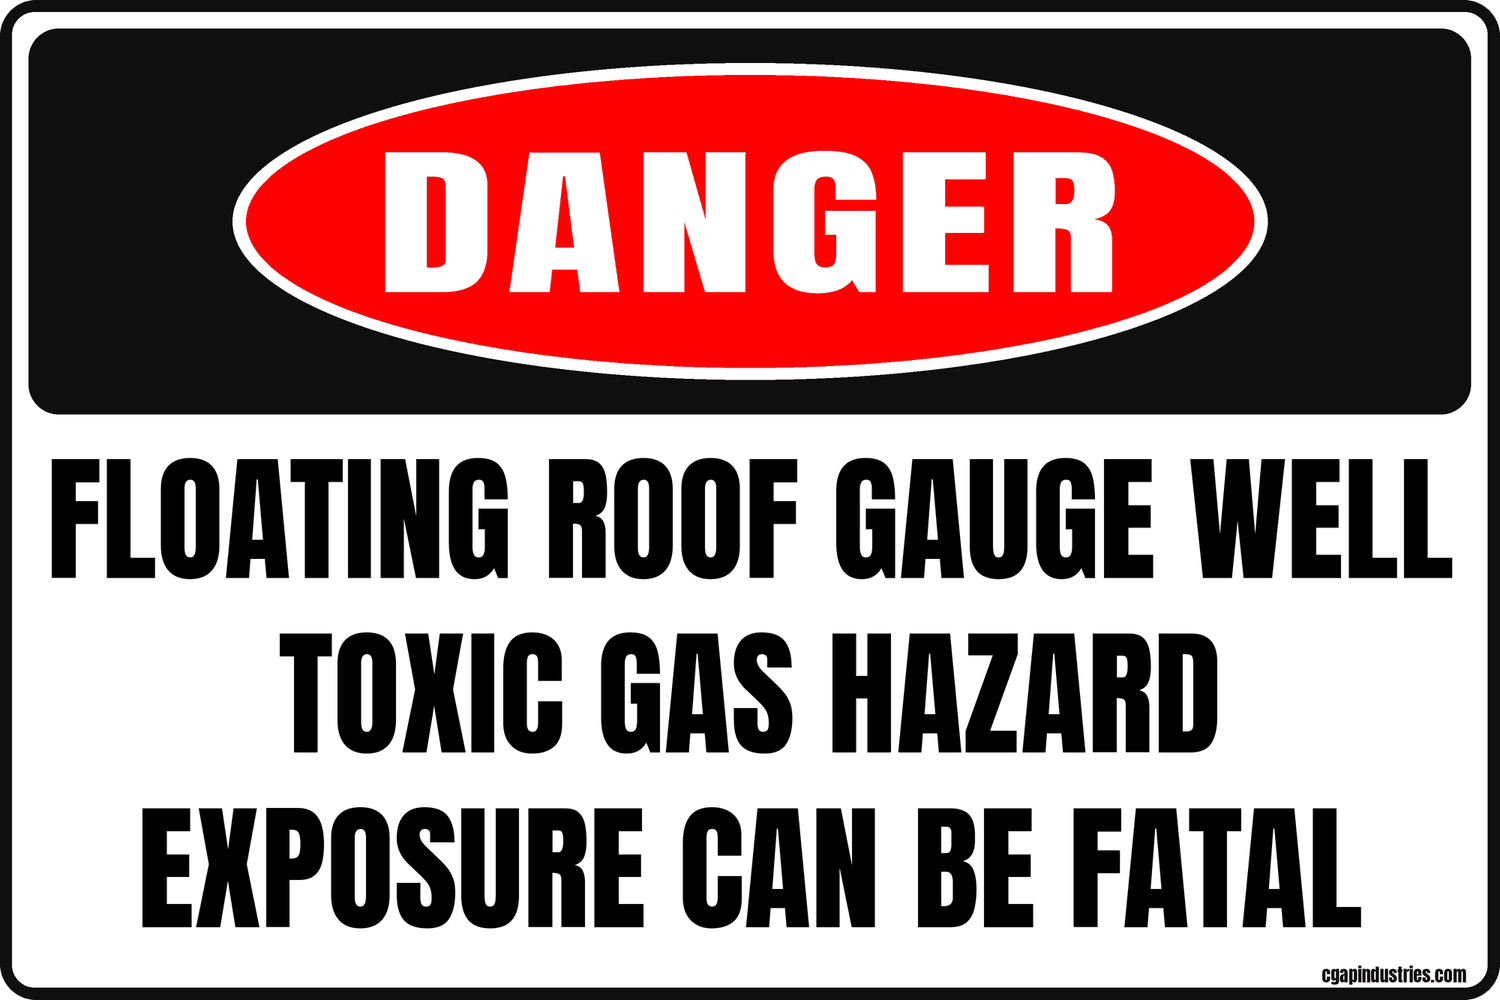 DANGER
FLOATING ROOF GAUGE WELL
TOXIC GAS HAZARD
EXPOSURE CAN BE FATAL
cgapindustries.com